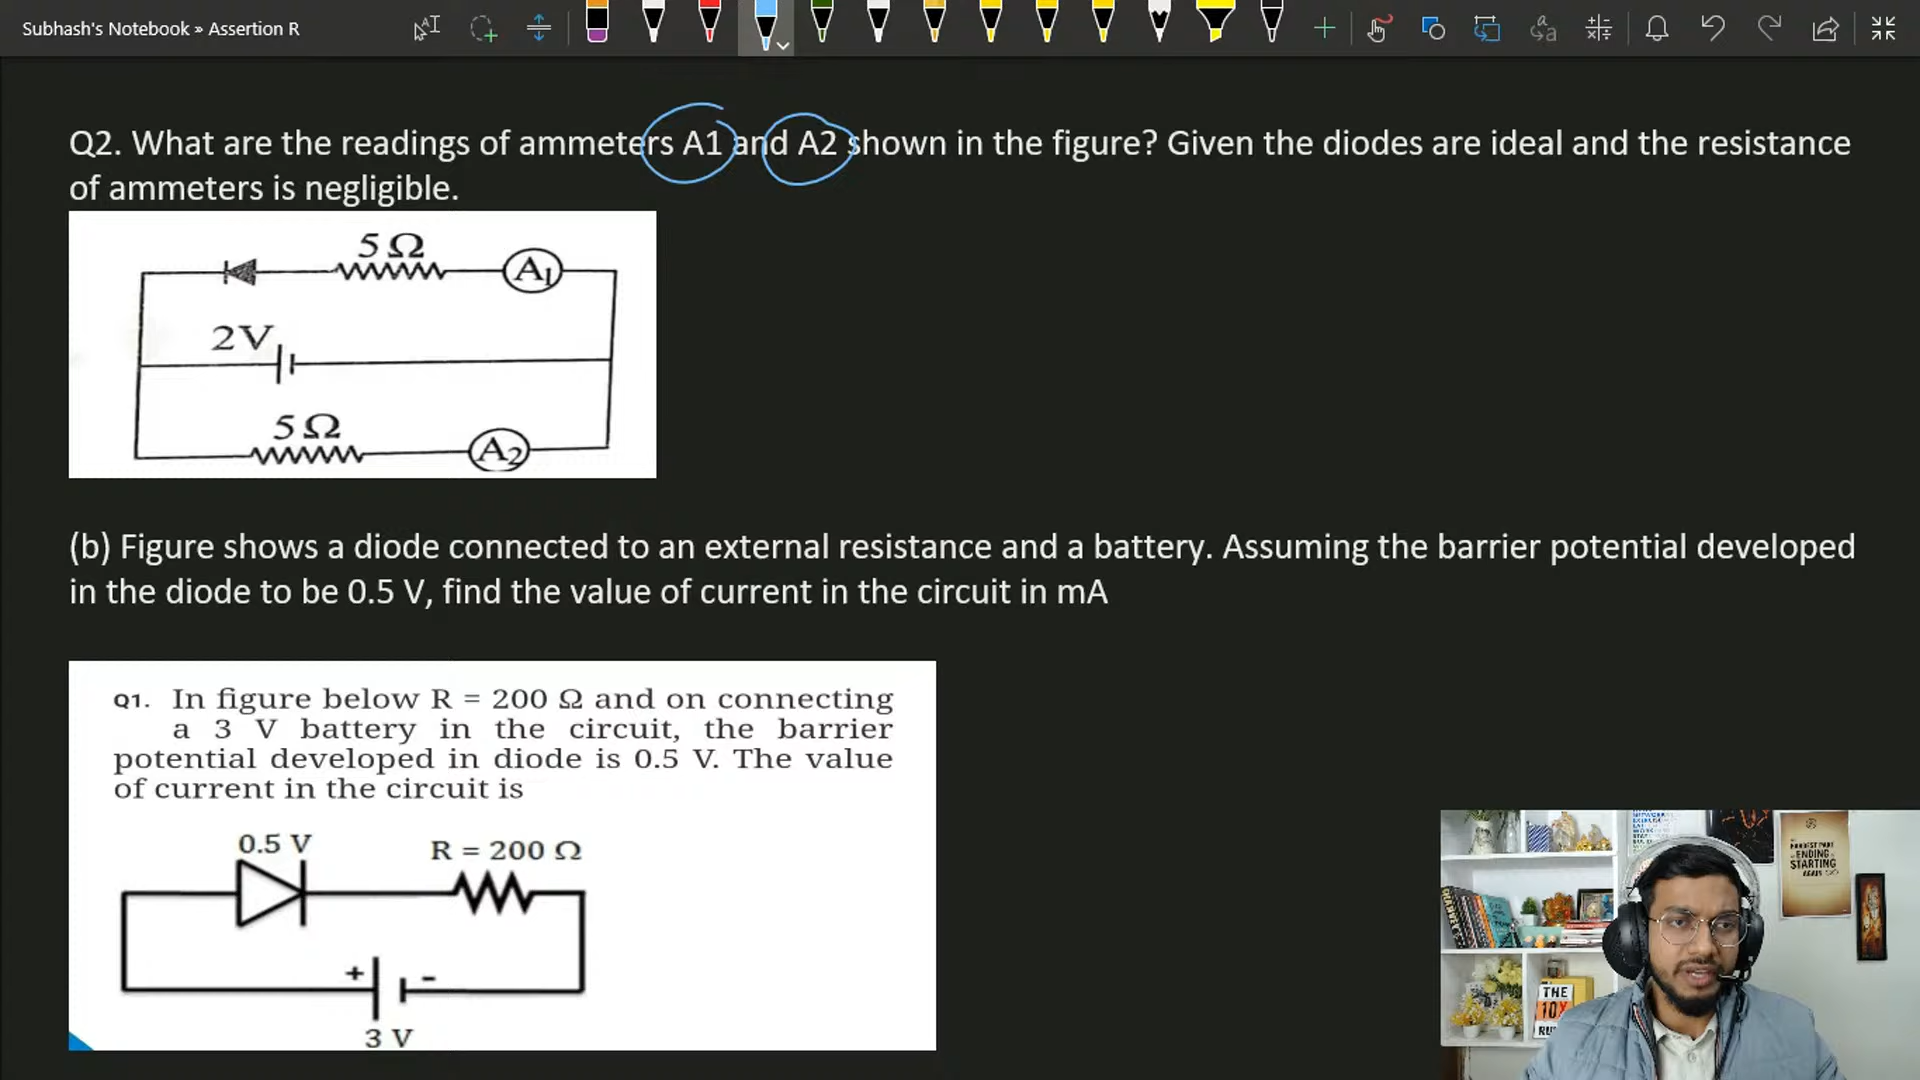 Subhash's Notebook » Assertion R
Q2. What are the readings of ammeters A1 and A2 shown in the figure? Given the diodes are ideal and the resistance
of ammeters is negligible.
5 Ω
A1
2V
5 Ω
A2
(b) Figure shows a diode connected to an external resistance and a battery. Assuming the barrier potential developed
in the diode to be 0.5 V, find the value of current in the circuit in mA
Q1. In figure below R = 200 Ω and on connecting
a 3 V battery in the circuit, the barrier
potential developed in diode is 0.5 V. The value
of current in the circuit is
0.5 V
R = 200 Ω
+ -
3 V
HARDEST PART
ENDING
STARTING
AGAIN
THE
10X